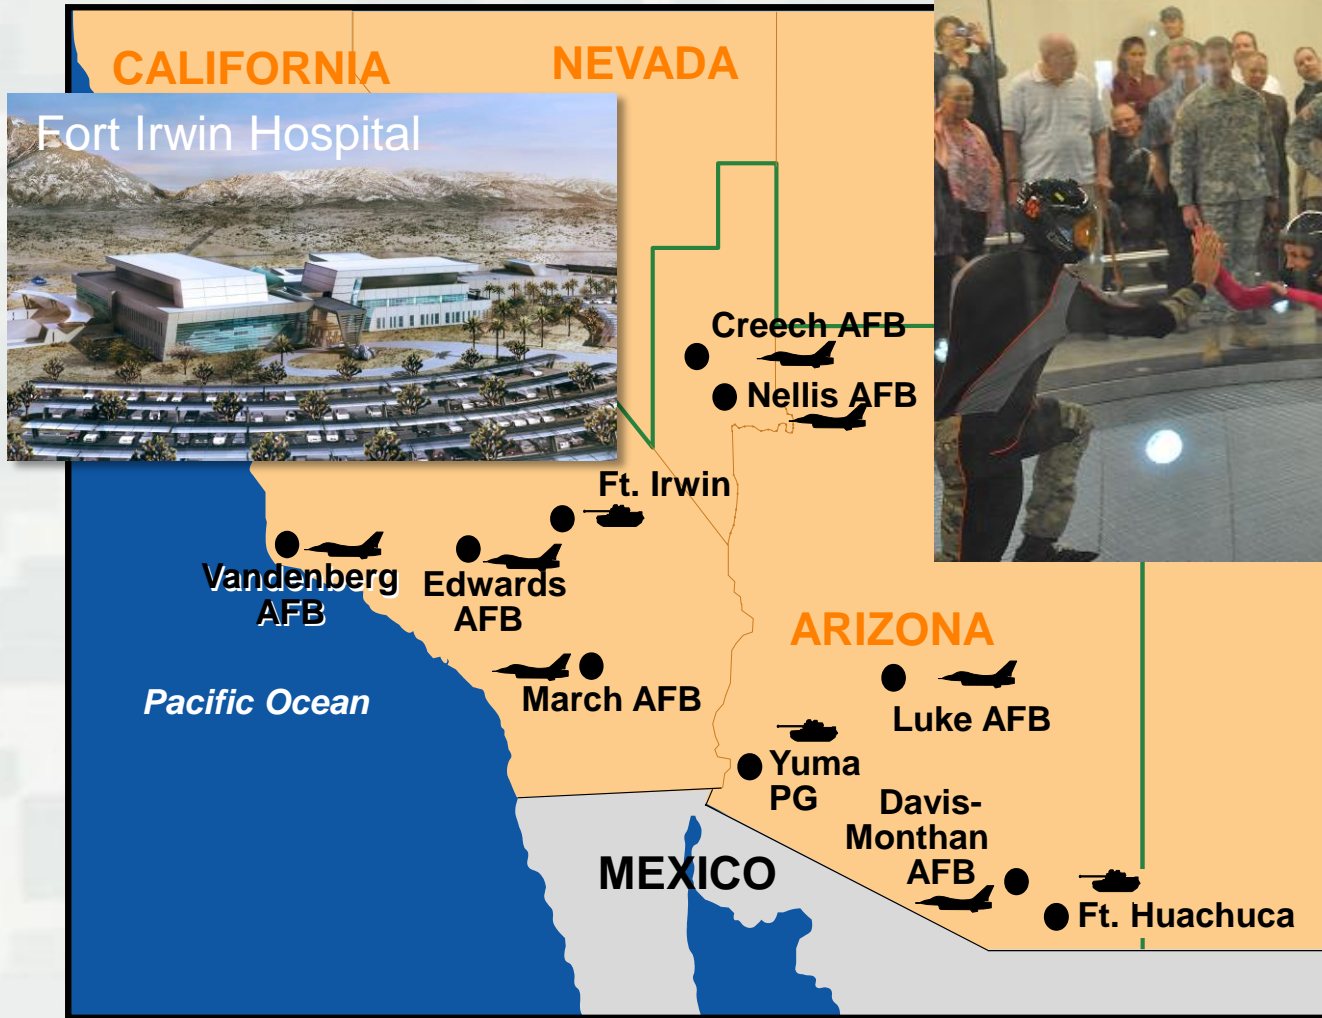 CALIFORNIA
NEVADA
Fort Irwin Hospital
Creech AFB
Nellis AFB
Ft. Irwin
Vandenberg
AFB
Edwards
AFB
March AFB
Pacific Ocean
ARIZONA
Luke AFB
Yuma
PG
Davis-
Monthan
AFB
Ft. Huachuca
MEXICO